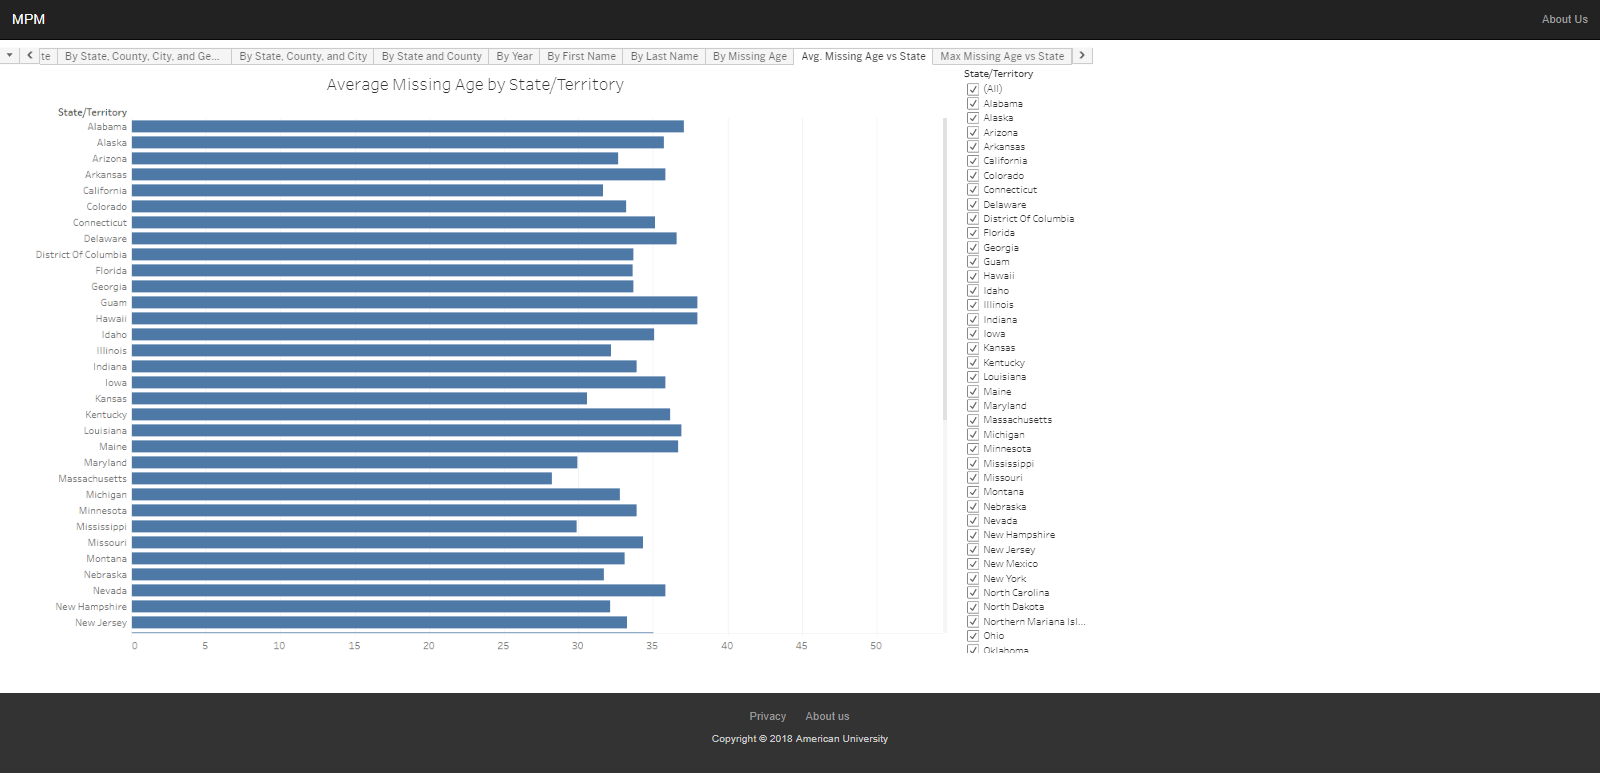 MPM
About Us
te
By State, County, City, and Ge...
By State, County, and City
By State and County
By Year
By First Name
By Last Name
By Missing Age
Avg. Missing Age vs State
Max Missing Age vs State
Average Missing Age by State/Territory
State/Territory
Alabama
Alaska
Arizona
Arkansas
California
Colorado
Connecticut
Delaware
District Of Columbia
Florida
Georgia
Guam
Hawaii
Idaho
Illinois
Indiana
Iowa
Kansas
Kentucky
Louisiana
Maine
Maryland
Massachusetts
Michigan
Minnesota
Mississippi
Missouri
Montana
Nebraska
Nevada
New Hampshire
New Jersey
0 5 10 15 20 25 30 35 40 45 50
State/Territory
(All)
Alabama
Alaska
Arizona
Arkansas
California
Colorado
Connecticut
Delaware
District Of Columbia
Florida
Georgia
Guam
Hawaii
Idaho
Illinois
Indiana
Iowa
Kansas
Kentucky
Louisiana
Maine
Maryland
Massachusetts
Michigan
Minnesota
Mississippi
Missouri
Montana
Nebraska
Nevada
New Hampshire
New Jersey
New Mexico
New York
North Carolina
North Dakota
Northern Mariana Isl...
Ohio
Oklahoma
Privacy
About us
Copyright © 2018 American University